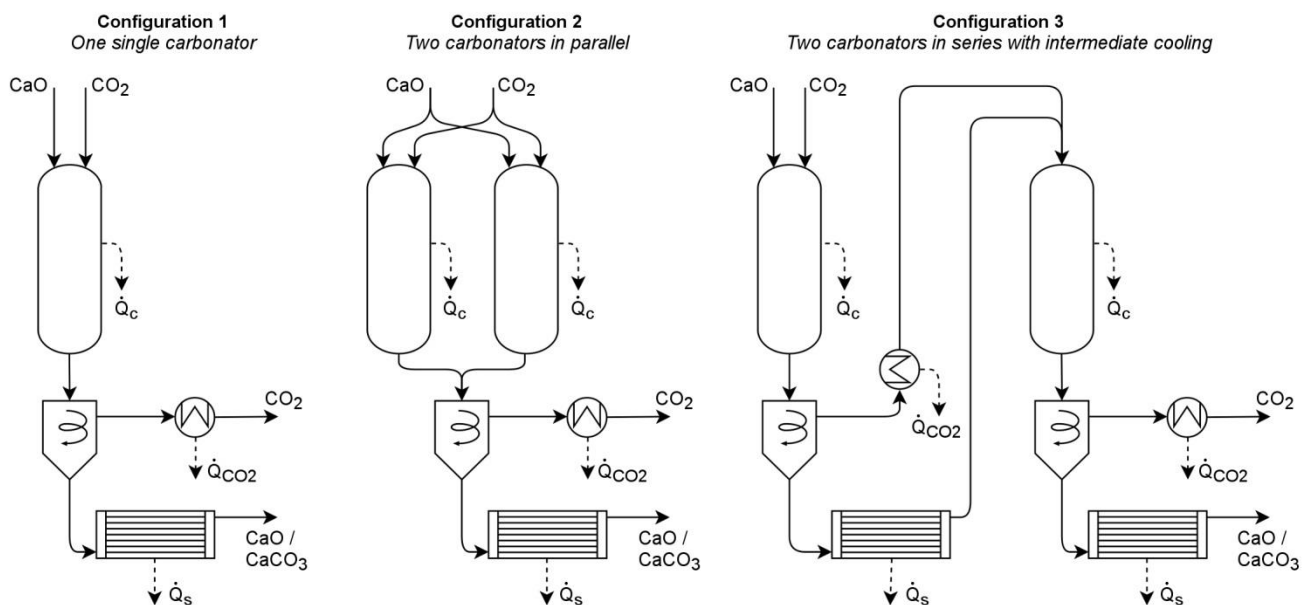 Configuration 1
One single carbonator
CaO
CO₂
Q̇c
CO₂
Q̇CO2
CaO /
CaCO₃
Q̇s
Configuration 2
Two carbonators in parallel
CaO
CO₂
Q̇c
Q̇c
CO₂
Q̇CO2
CaO /
CaCO₃
Q̇s
Configuration 3
Two carbonators in series with intermediate cooling
CaO
CO₂
Q̇c
Q̇c
Q̇CO2
CO₂
Q̇CO2
CaO /
CaCO₃
Q̇s
Q̇s